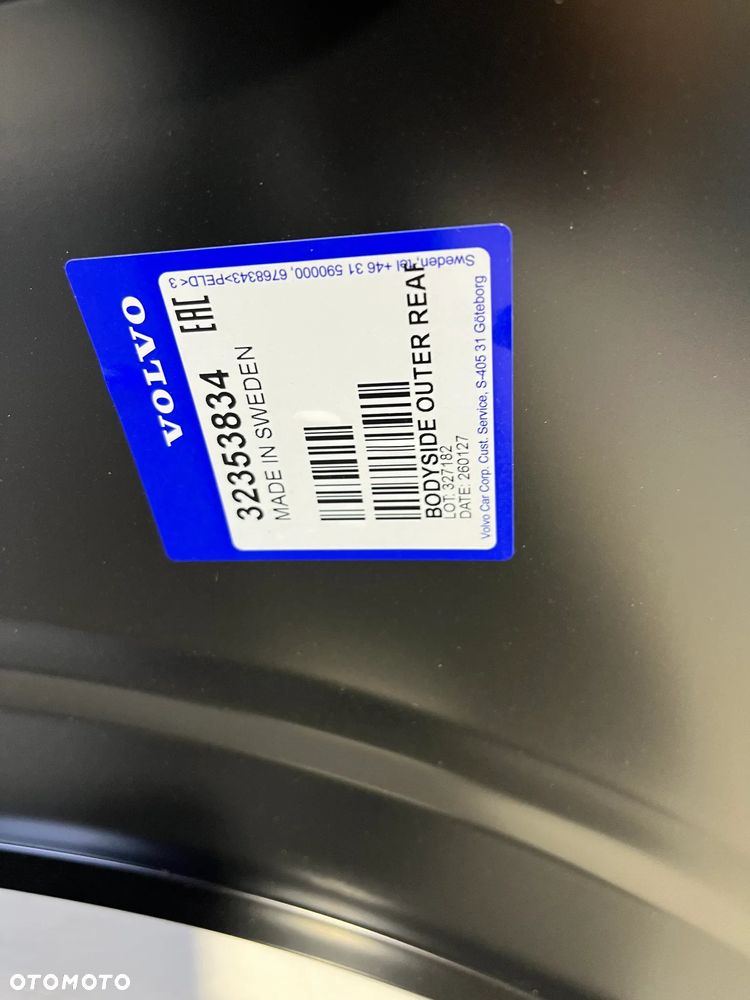 VOLVO
32353834 EAC
MADE IN SWEDEN
BODYSIDE OUTER REAR
LOT: 327182
DATE: 260127
Volvo Car Corp. Cust. Service, S-405 31 Göteborg
Sweden, tel +46 31 590000, 6768343>PELD< 3
OTOMOTO